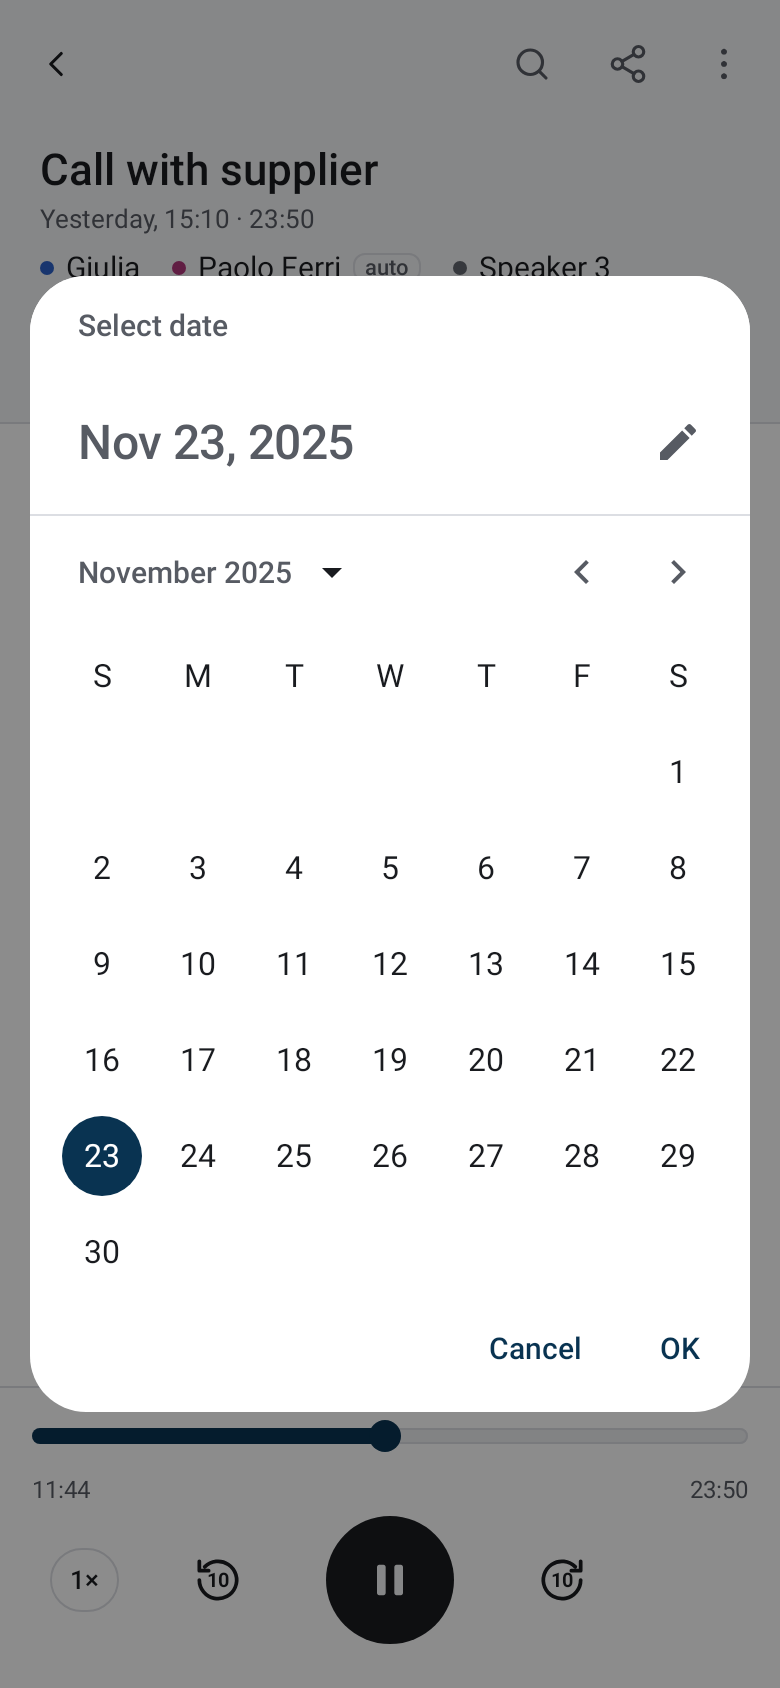 Call with supplier
Yesterday, 15:10 · 23:50
Giulia Paolo Ferri auto Speaker 3
Select date
Nov 23, 2025
November 2025
S M T W T F S
1
2 3 4 5 6 7 8
9 10 11 12 13 14 15
16 17 18 19 20 21 22
23 24 25 26 27 28 29
30
Cancel OK
11:44 23:50
1× 10 10